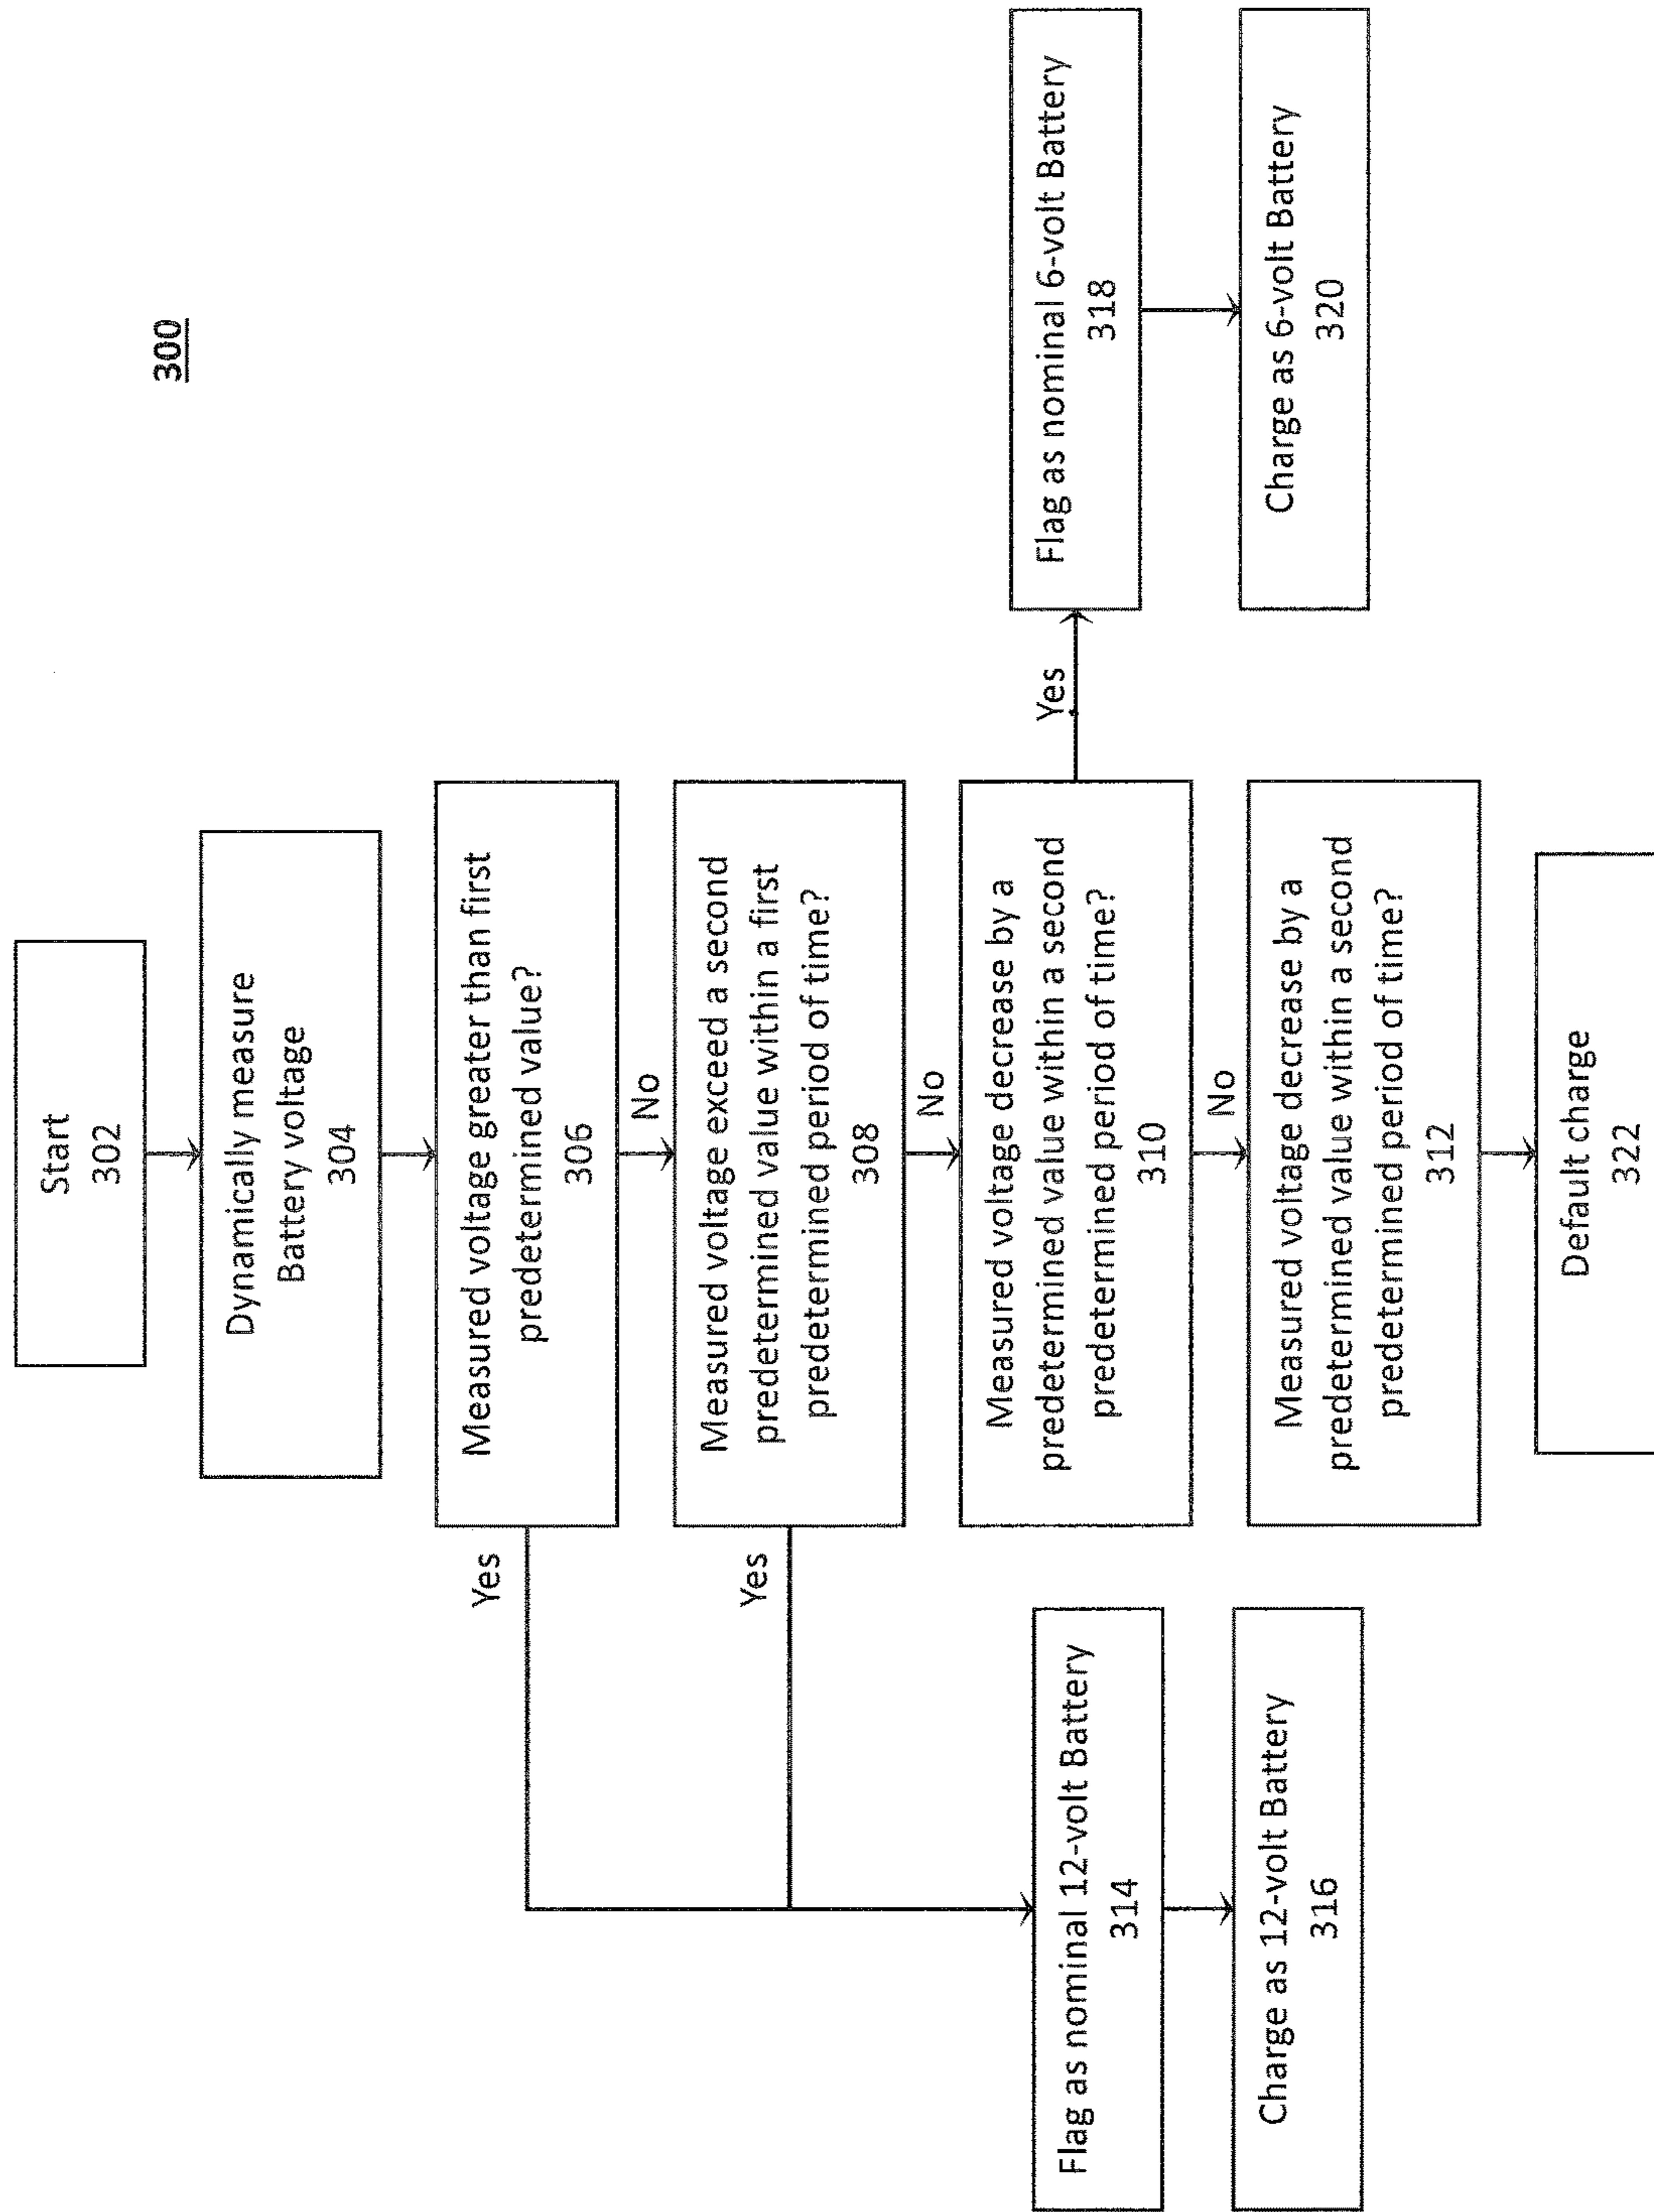 300
Start
302
Dynamically measure
Battery voltage
304
Measured voltage greater than first
predetermined value?
306
Yes
No
Measured voltage exceed a second
predetermined value within a first
predetermined period of time?
308
Yes
No
Measured voltage decrease by a
predetermined value within a second
predetermined period of time?
310
Yes
No
Measured voltage decrease by a
predetermined value within a second
predetermined period of time?
312
Default charge
322
Flag as nominal 12-volt Battery
314
Charge as 12-volt Battery
316
Flag as nominal 6-volt Battery
318
Charge as 6-volt Battery
320